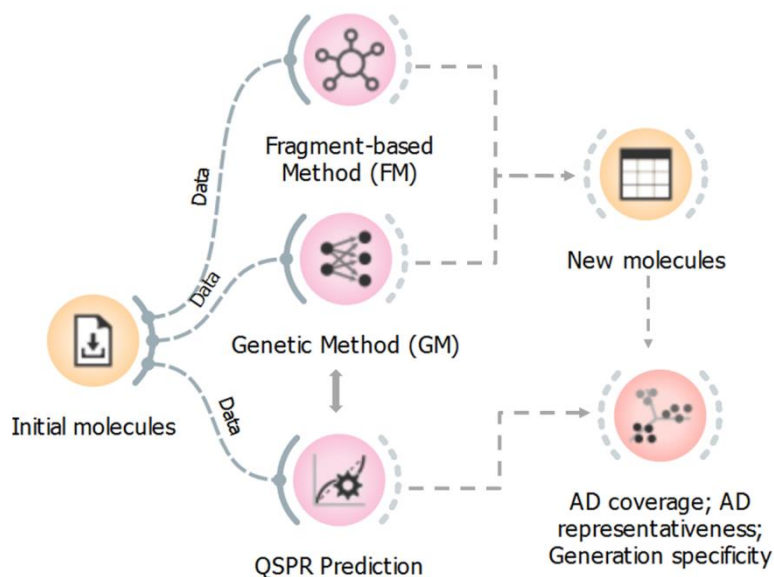 Data
Fragment-based
Method (FM)
Data
New molecules
Genetic Method (GM)
Initial molecules
Data
AD coverage; AD
representativeness;
Generation specificity
QSPR Prediction